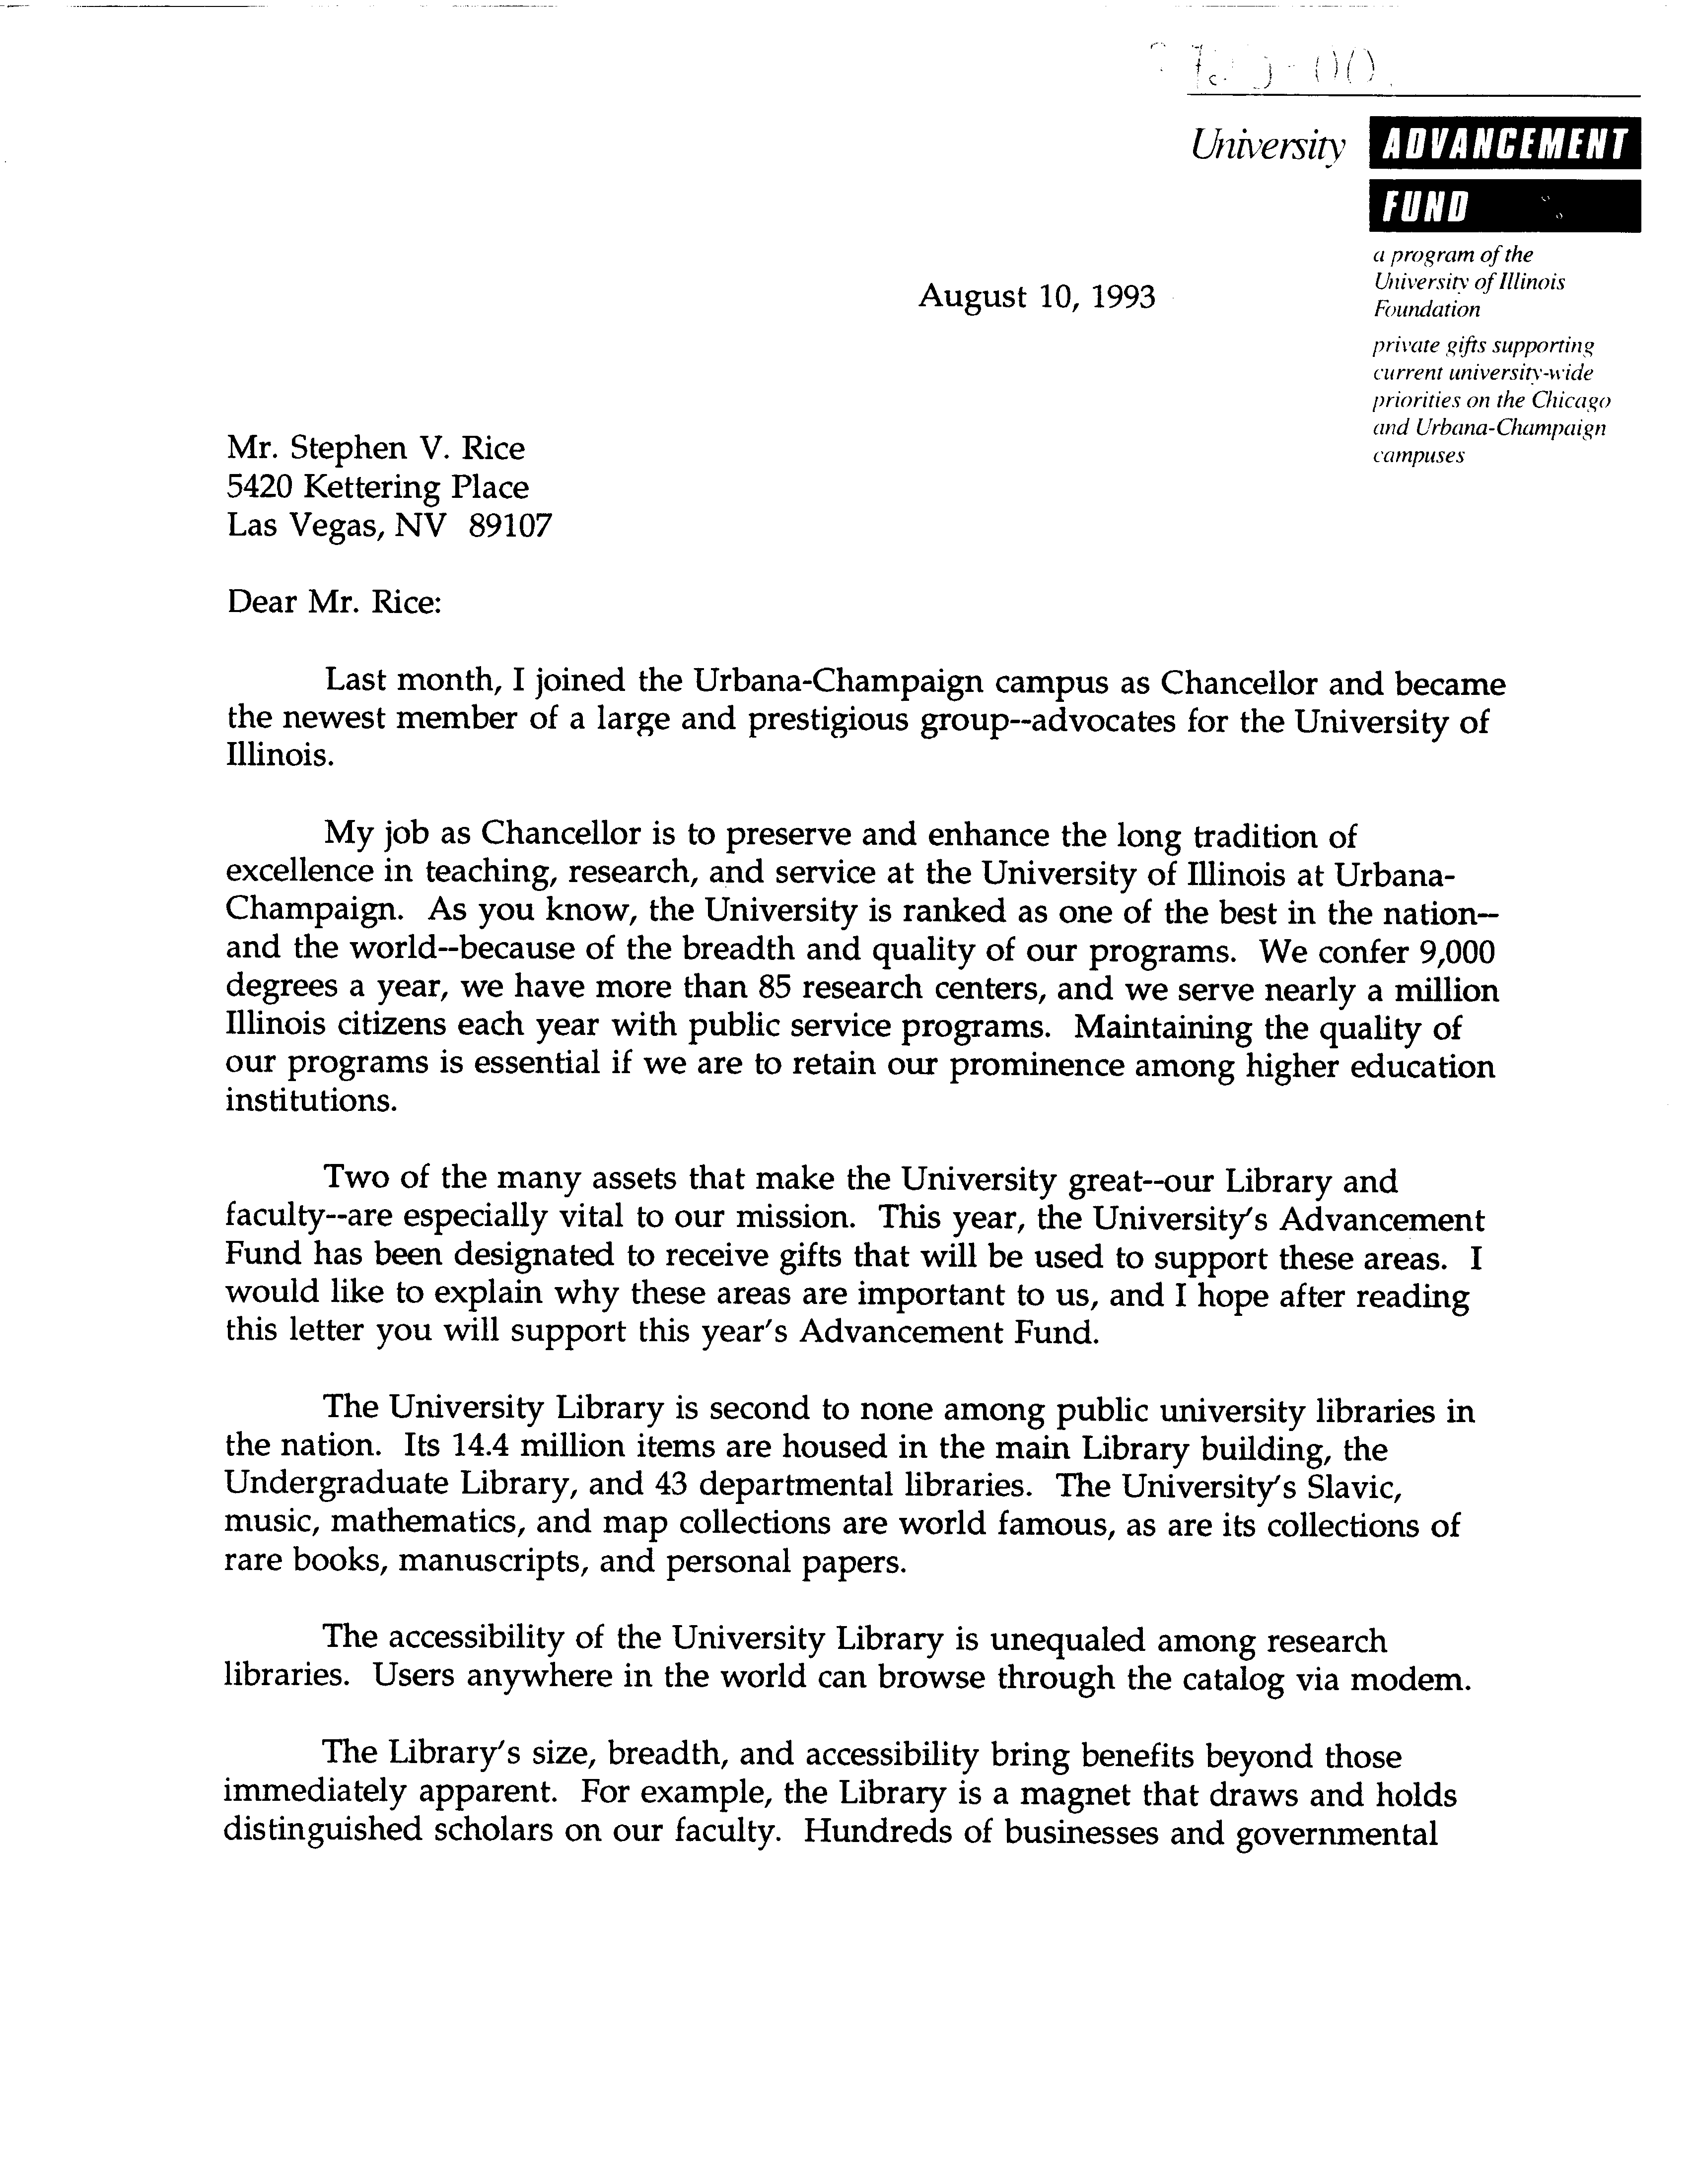 University ADVANCEMENT
FUND
a program of the
University of Illinois
Foundation
private gifts supporting
current university-wide
priorities on the Chicago
and Urbana-Champaign
campuses
August 10, 1993
Mr. Stephen V. Rice
5420 Kettering Place
Las Vegas, NV  89107
Dear Mr. Rice:
Last month, I joined the Urbana-Champaign campus as Chancellor and became
the newest member of a large and prestigious group--advocates for the University of
Illinois.
My job as Chancellor is to preserve and enhance the long tradition of
excellence in teaching, research, and service at the University of Illinois at Urbana-
Champaign.  As you know, the University is ranked as one of the best in the nation--
and the world--because of the breadth and quality of our programs.  We confer 9,000
degrees a year, we have more than 85 research centers, and we serve nearly a million
Illinois citizens each year with public service programs.  Maintaining the quality of
our programs is essential if we are to retain our prominence among higher education
institutions.
Two of the many assets that make the University great--our Library and
faculty--are especially vital to our mission.  This year, the University's Advancement
Fund has been designated to receive gifts that will be used to support these areas.  I
would like to explain why these areas are important to us, and I hope after reading
this letter you will support this year's Advancement Fund.
The University Library is second to none among public university libraries in
the nation.  Its 14.4 million items are housed in the main Library building, the
Undergraduate Library, and 43 departmental libraries.  The University's Slavic,
music, mathematics, and map collections are world famous, as are its collections of
rare books, manuscripts, and personal papers.
The accessibility of the University Library is unequaled among research
libraries.  Users anywhere in the world can browse through the catalog via modem.
The Library's size, breadth, and accessibility bring benefits beyond those
immediately apparent.  For example, the Library is a magnet that draws and holds
distinguished scholars on our faculty.  Hundreds of businesses and governmental